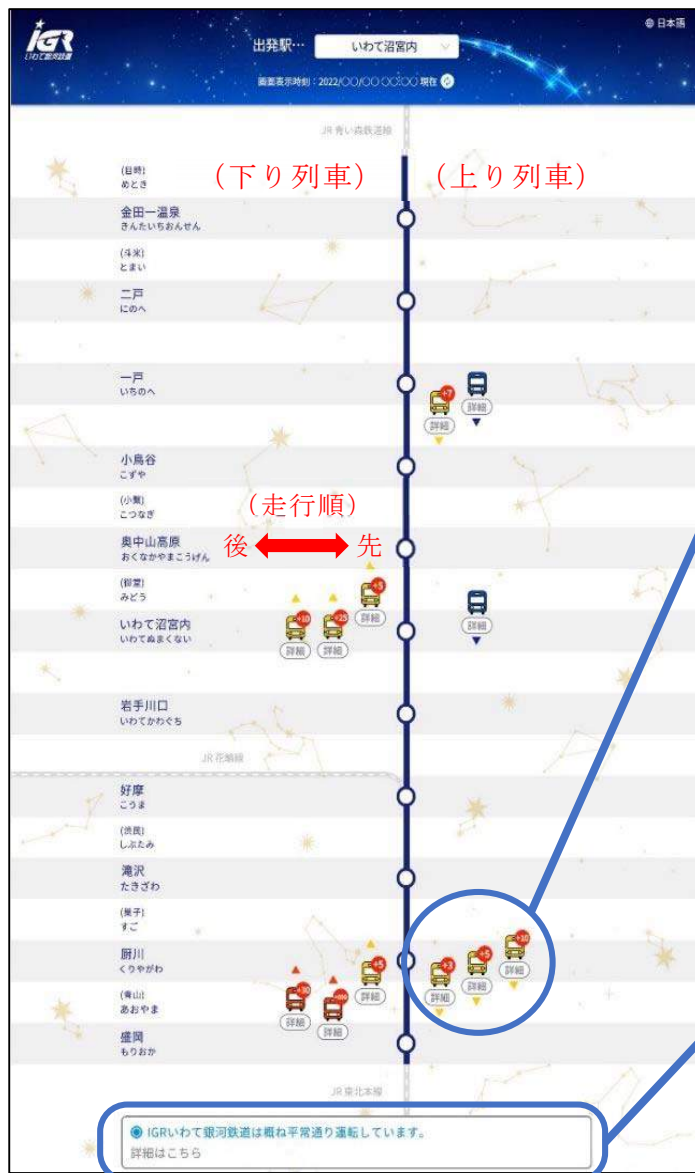 IGR
いわて銀河鉄道
日本語
出発駅…
いわて沼宮内
画面表示時刻：2022/〇〇/〇〇 〇〇:〇〇 現在
JR 青い森鉄道線
(目時)
めとき
(下り列車)
(上り列車)
金田一温泉
きんたいちおんせん
(斗米)
とまい
二戸
にのへ
一戸
いちのへ
+7
詳細
詳細
小鳥谷
こずや
(小繋)
こつなぎ
(走行順)
奥中山高原
おくなかやまこうげん
後
先
(御堂)
みどう
+5
詳細
いわて沼宮内
いわてぬまくない
+10
詳細
+25
詳細
詳細
岩手川口
いわてかわぐち
JR 花輪線
好摩
こうま
(渋民)
しぶたみ
滝沢
たきざわ
(巣子)
すご
厨川
くりやがわ
+5
詳細
+3
詳細
+5
詳細
+10
詳細
(青山)
あおやま
詳細
詳細
盛岡
もりおか
JR 東北本線
IGRいわて銀河鉄道は概ね平常通り運転しています。
詳細はこちら